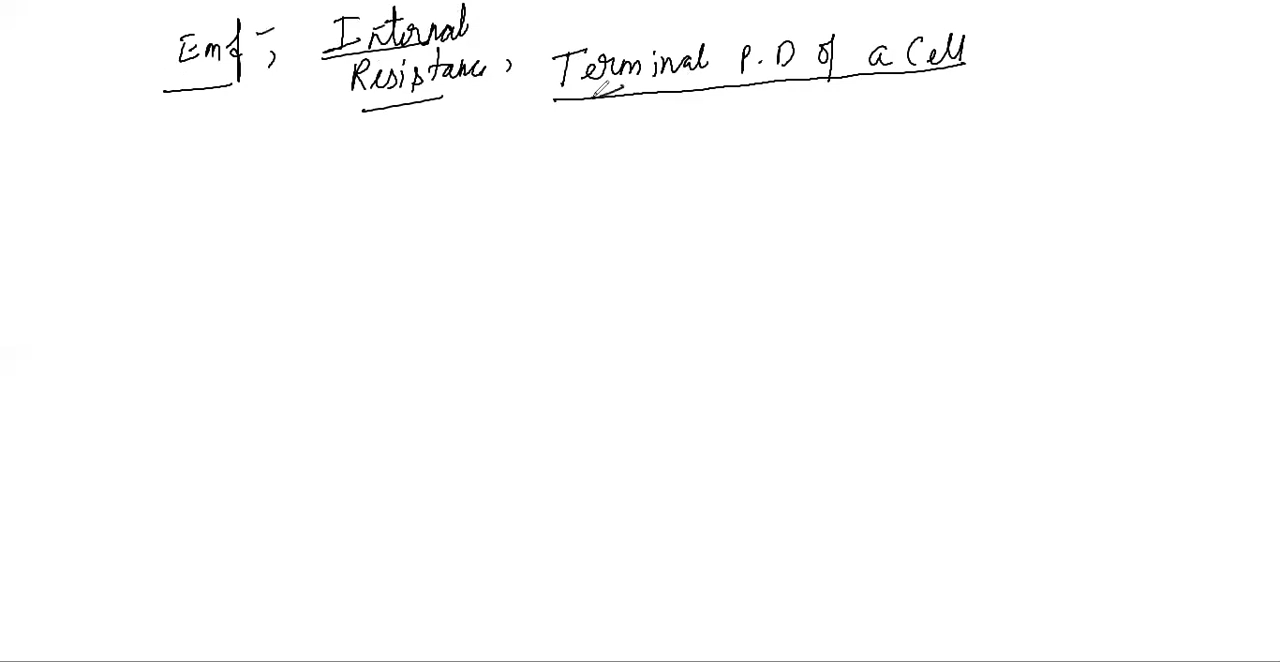 Emf, Internal Resistance, Terminal P.D of a Cell